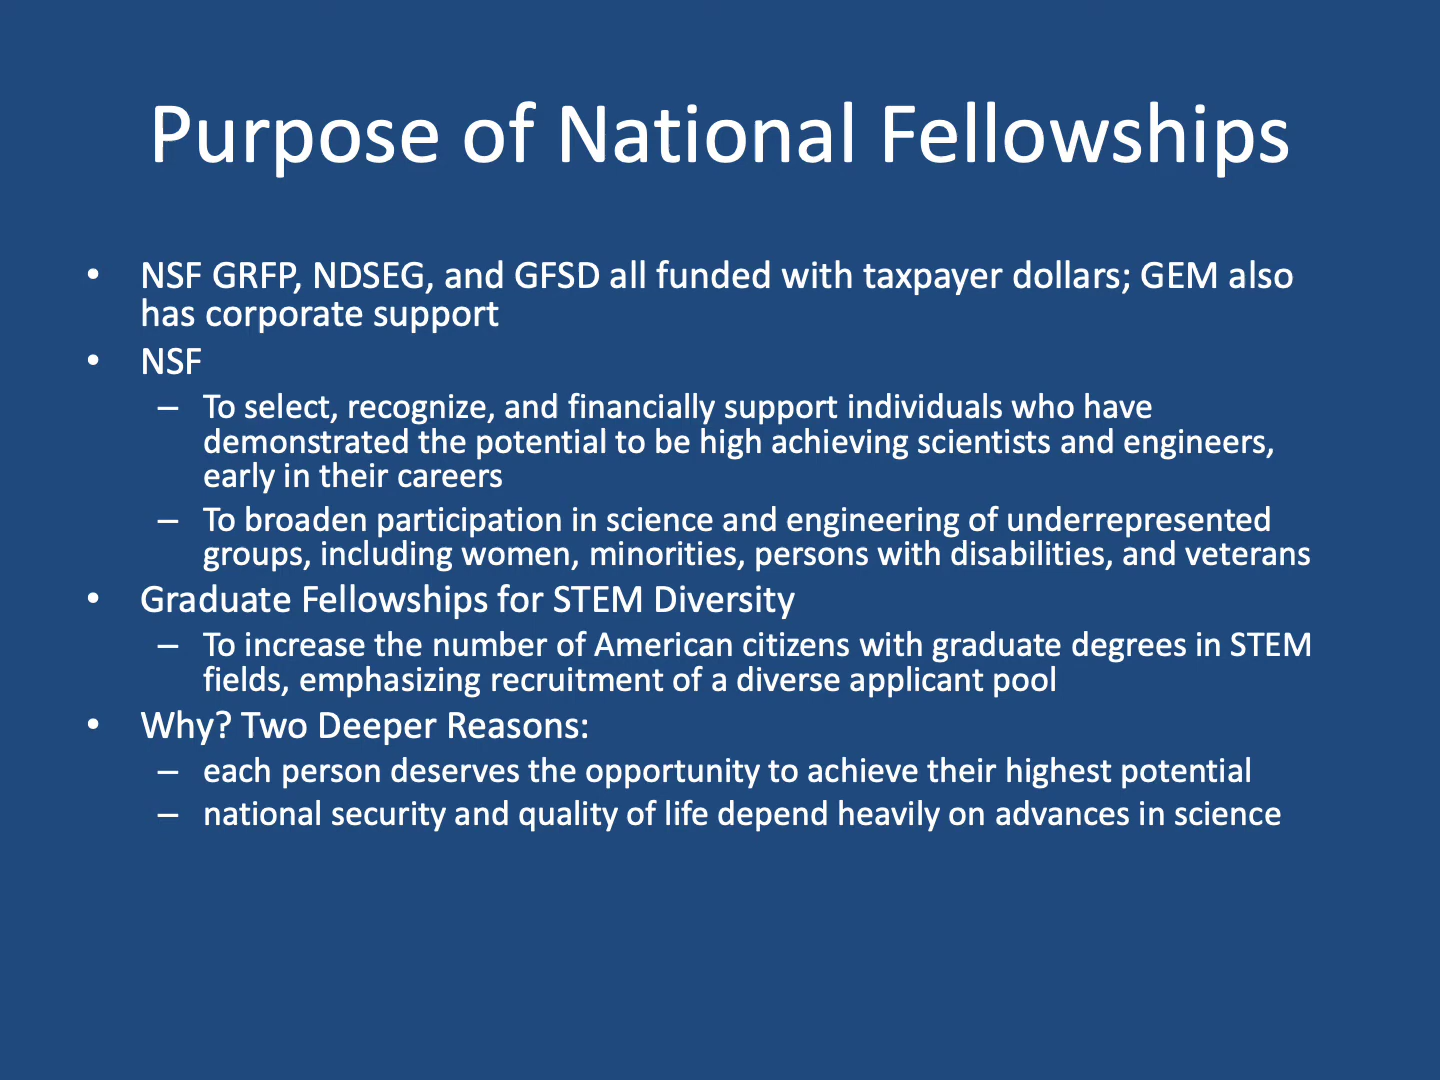 Purpose of National Fellowships
• NSF GRFP, NDSEG, and GFSD all funded with taxpayer dollars; GEM also
has corporate support
• NSF
– To select, recognize, and financially support individuals who have
demonstrated the potential to be high achieving scientists and engineers,
early in their careers
– To broaden participation in science and engineering of underrepresented
groups, including women, minorities, persons with disabilities, and veterans
• Graduate Fellowships for STEM Diversity
– To increase the number of American citizens with graduate degrees in STEM
fields, emphasizing recruitment of a diverse applicant pool
• Why? Two Deeper Reasons:
– each person deserves the opportunity to achieve their highest potential
– national security and quality of life depend heavily on advances in science